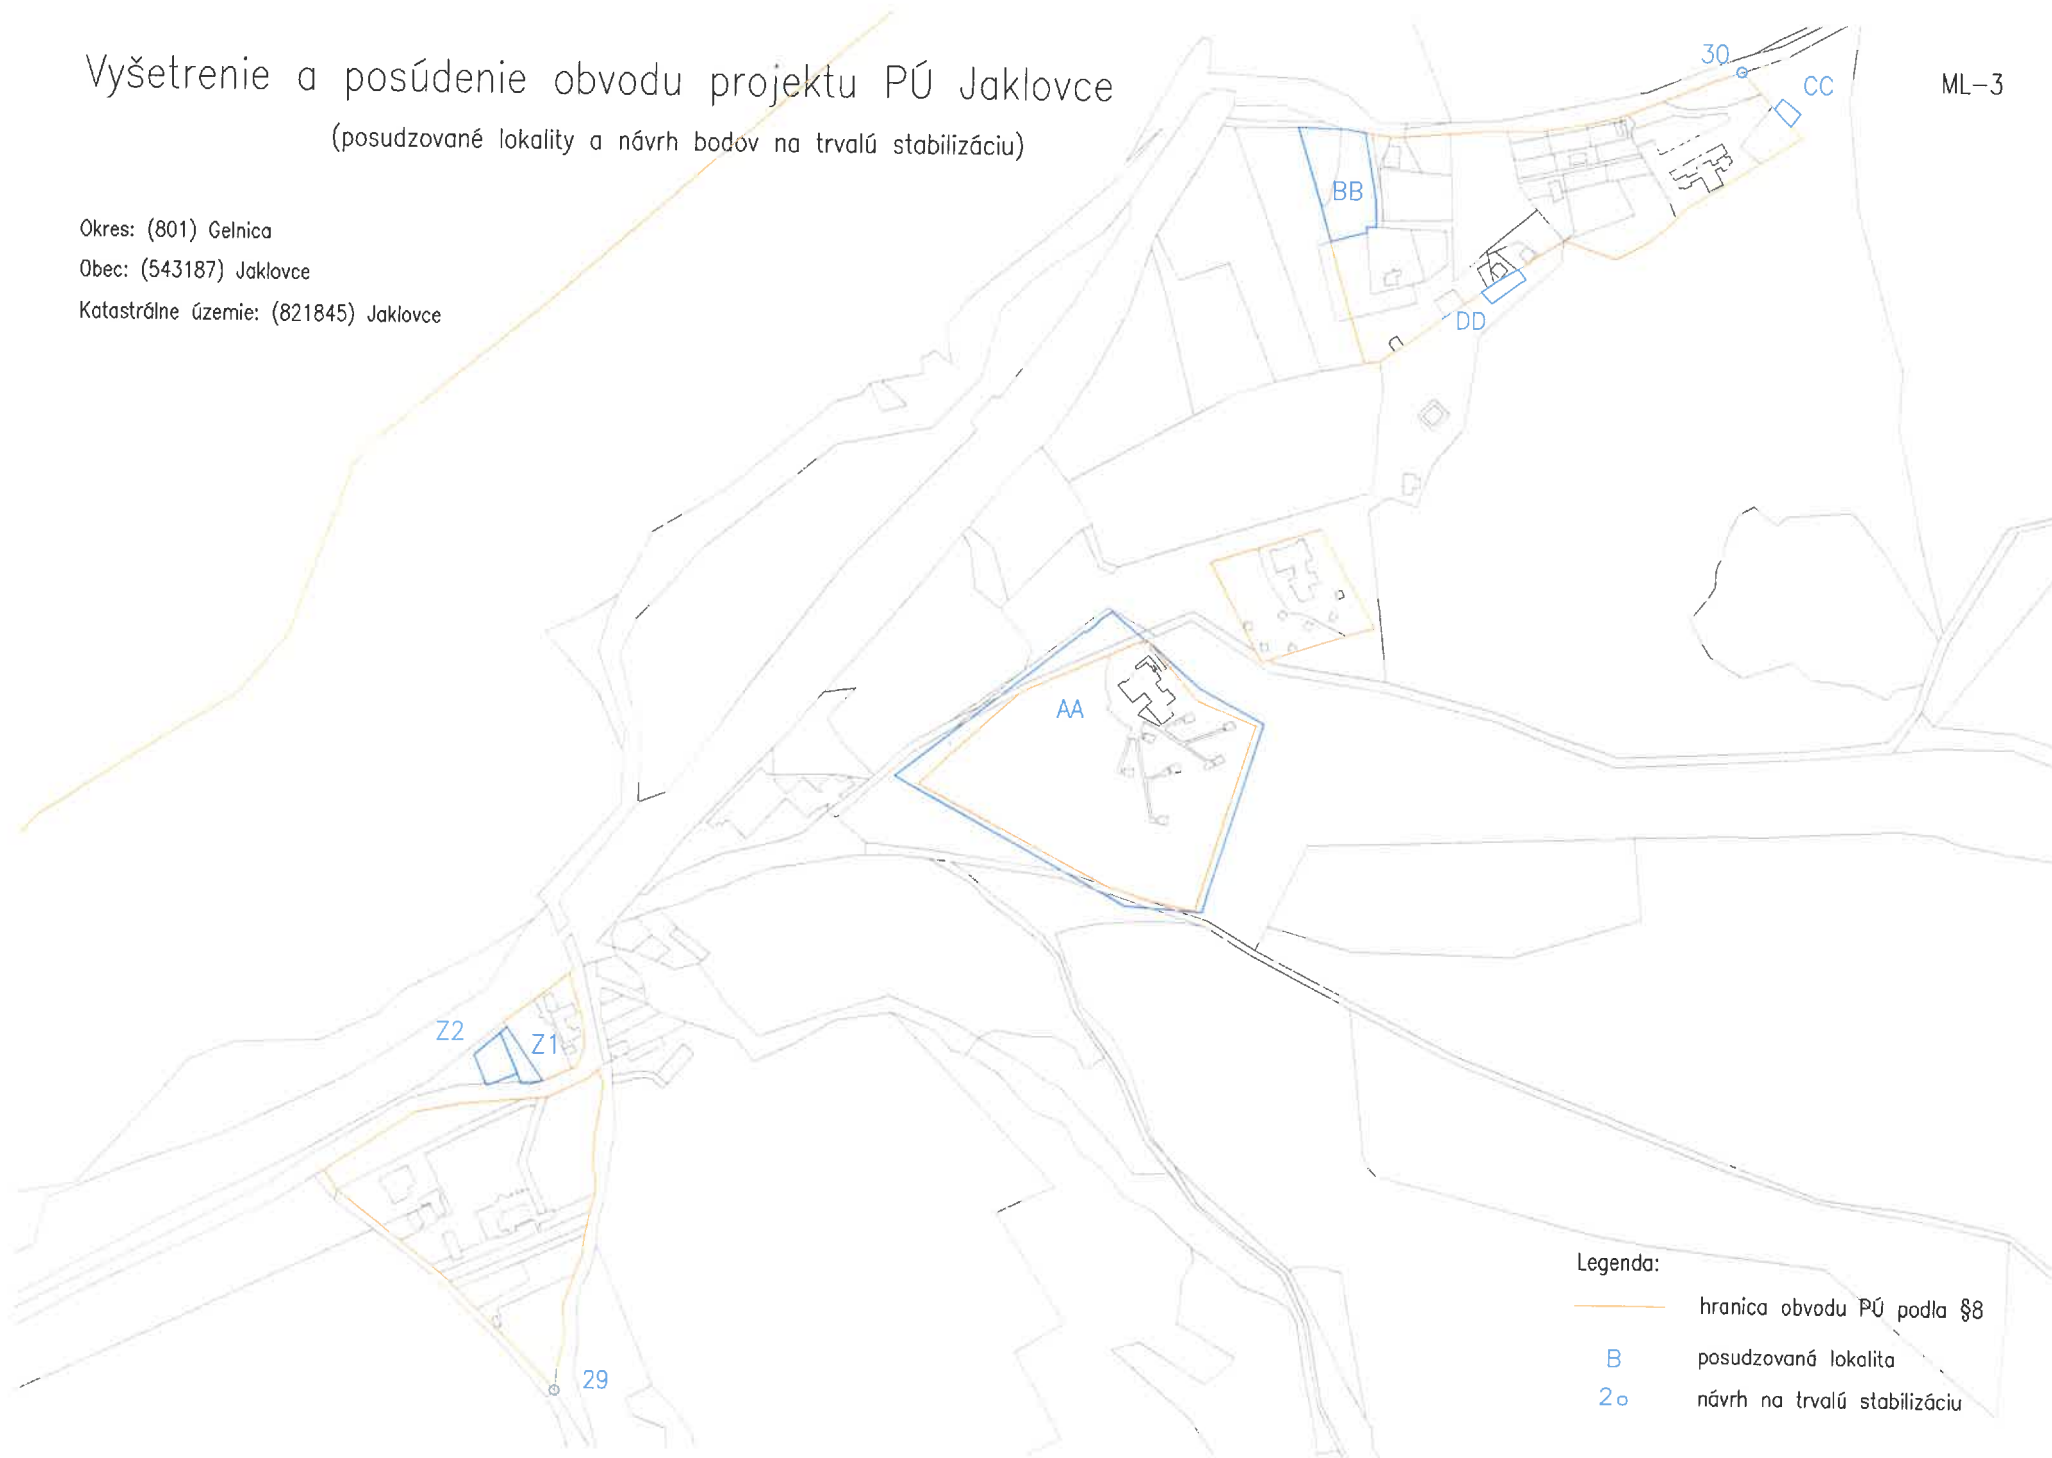 Vyšetrenie a posúdenie obvodu projektu PÚ Jaklovce
ML-3
(posudzované lokality a návrh bodov na trvalú stabilizáciu)
Okres: (801) Gelnica
Obec: (543187) Jaklovce
Katastrálne územie: (821845) Jaklovce
30
CC
BB
DD
AA
Z2
Z1
29
Legenda:
hranica obvodu PÚ podla §8
B posudzovaná lokalita
2 návrh na trvalú stabilizáciu